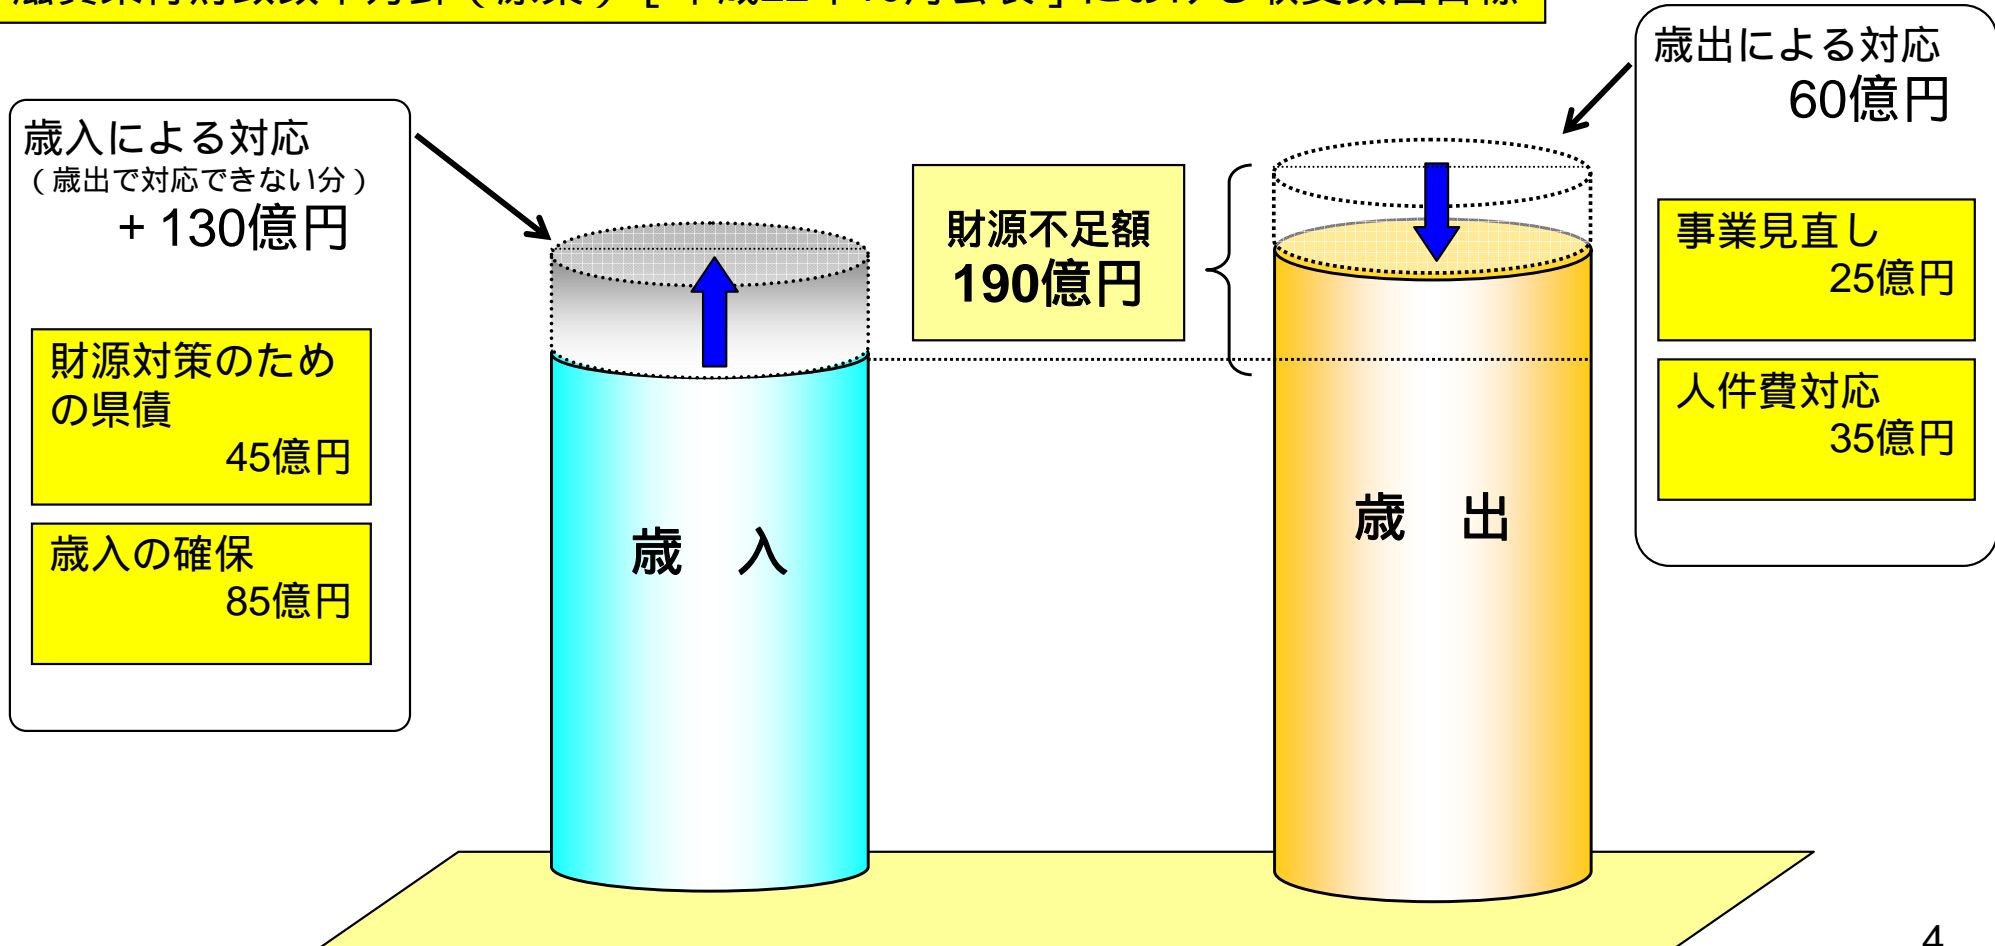 歳入による対応
（歳出で対応できない分）
+ 130億円
財源対策のため
の県債
45億円
歳入の確保
85億円
財源不足額
190億円
歳　入
歳　出
歳出による対応
60億円
事業見直し
25億円
人件費対応
35億円
4